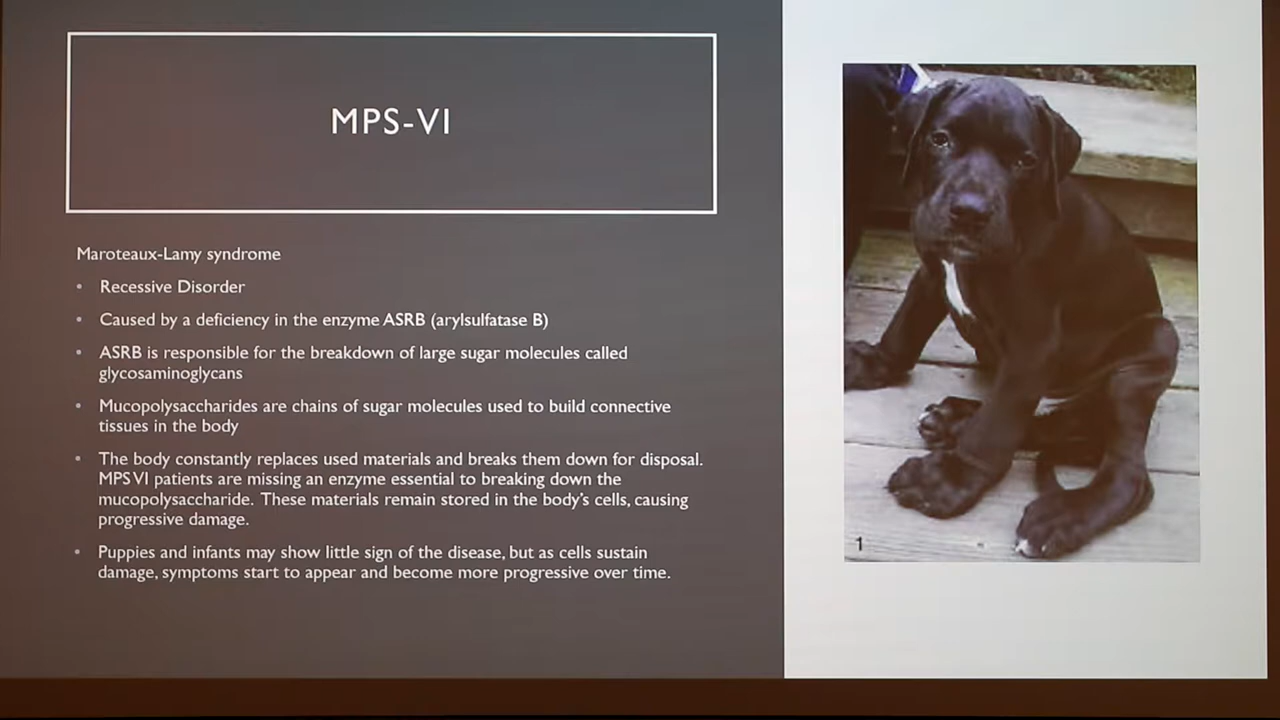 MPS-VI
Maroteaux-Lamy syndrome
• Recessive Disorder
• Caused by a deficiency in the enzyme ASRB (arylsulfatase B)
• ASRB is responsible for the breakdown of large sugar molecules called
glycosaminoglycans
• Mucopolysaccharides are chains of sugar molecules used to build connective
tissues in the body
• The body constantly replaces used materials and breaks them down for disposal.
MPS VI patients are missing an enzyme essential to breaking down the
mucopolysaccharide. These materials remain stored in the body's cells, causing
progressive damage.
• Puppies and infants may show little sign of the disease, but as cells sustain
damage, symptoms start to appear and become more progressive over time.
1